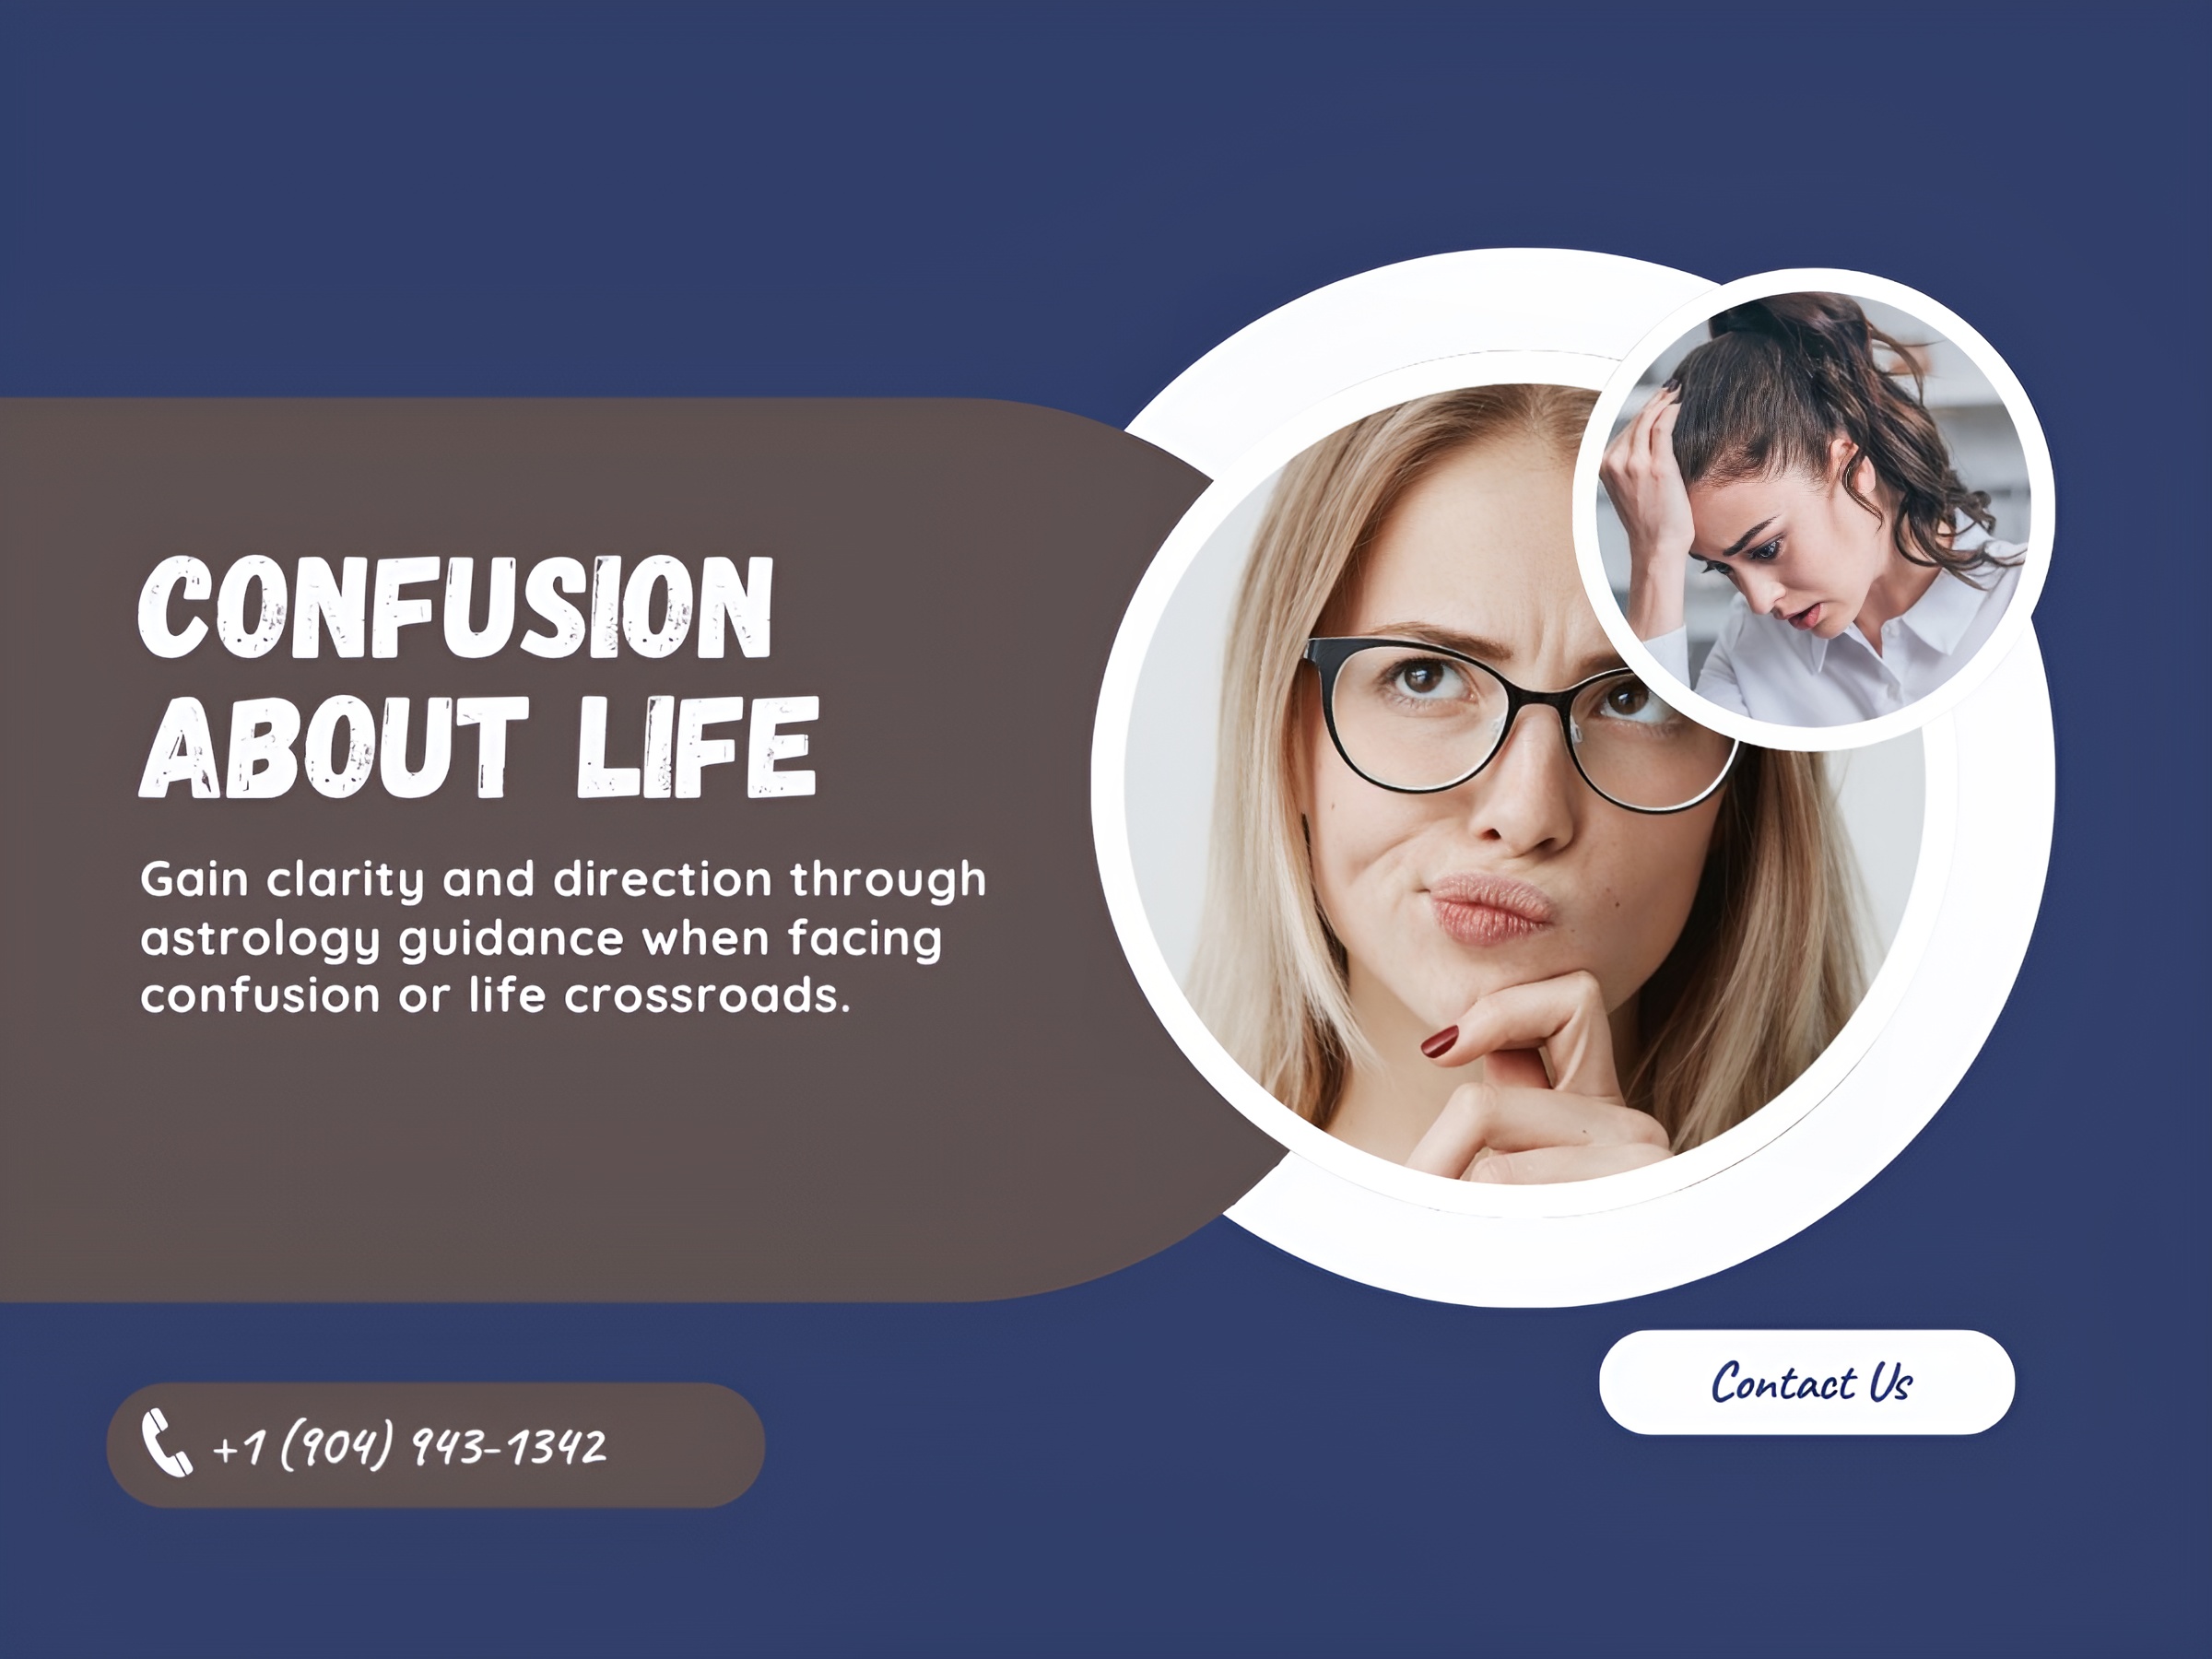 CONFUSION
ABOUT LIFE
Gain clarity and direction through
astrology guidance when facing
confusion or life crossroads.
Contact Us
+1 (904) 943-1342